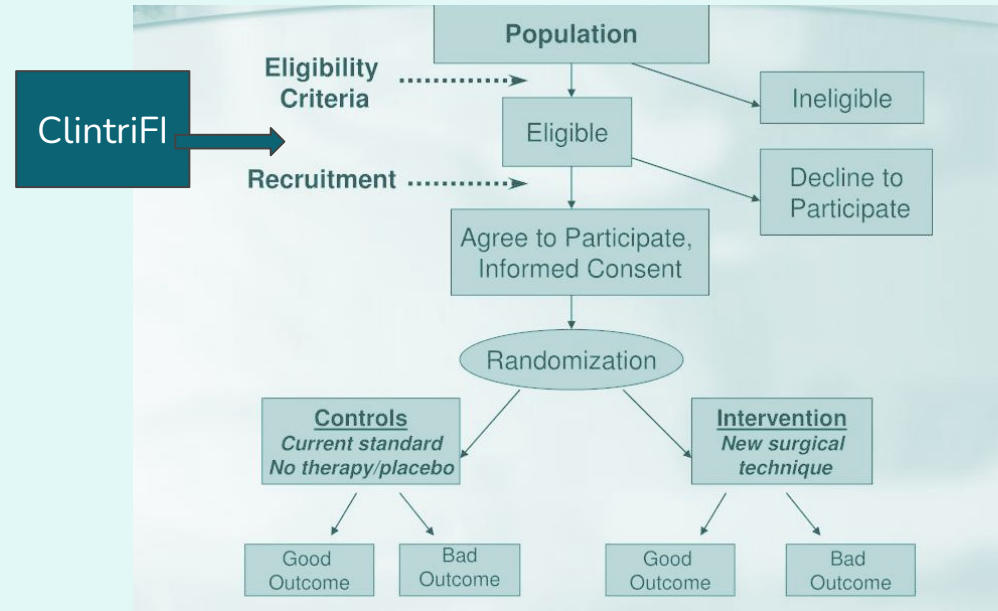 Population
Eligibility
Criteria
Ineligible
ClintriFI
Eligible
Recruitment
Decline to
Participate
Agree to Participate,
Informed Consent
Randomization
Controls
Current standard
No therapy/placebo
Intervention
New surgical
technique
Good
Outcome
Bad
Outcome
Good
Outcome
Bad
Outcome